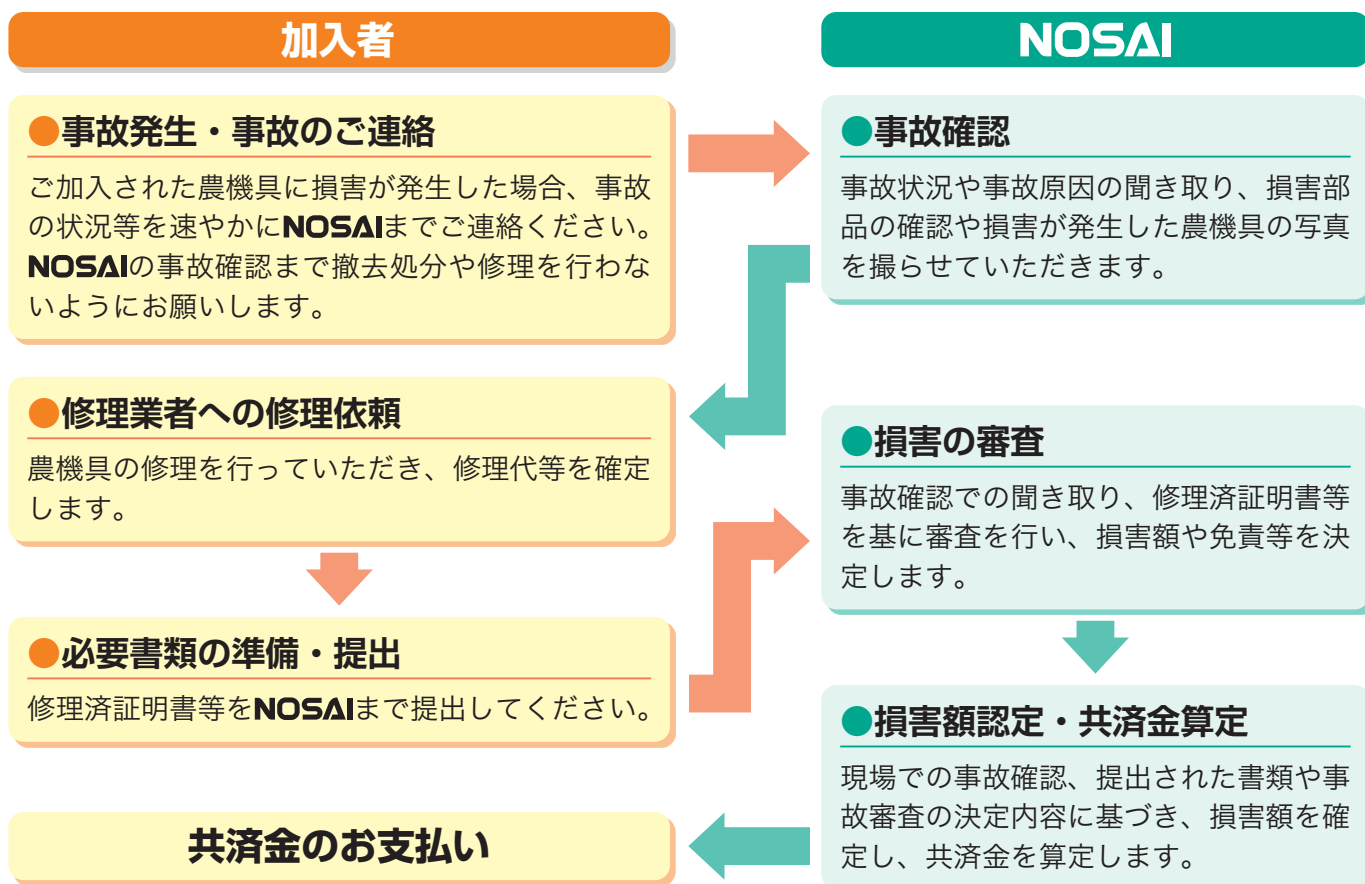 加入者
NOSAI
●事故発生・事故のご連絡
ご加入された農機具に損害が発生した場合、事故
の状況等を速やかにNOSAIまでご連絡ください。
NOSAIの事故確認まで撤去処分や修理を行わな
いようにお願いします。
●事故確認
事故状況や事故原因の聞き取り、損害部
品の確認や損害が発生した農機具の写真
を撮らせていただきます。
●修理業者への修理依頼
農機具の修理を行っていただき、修理代等を確定
します。
●必要書類の準備・提出
修理済証明書等をNOSAIまで提出してください。
●損害の審査
事故確認での聞き取り、修理済証明書等
を基に審査を行い、損害額や免責等を決
定します。
●損害額認定・共済金算定
現場での事故確認、提出された書類や事
故審査の決定内容に基づき、損害額を確
定し、共済金を算定します。
共済金のお支払い